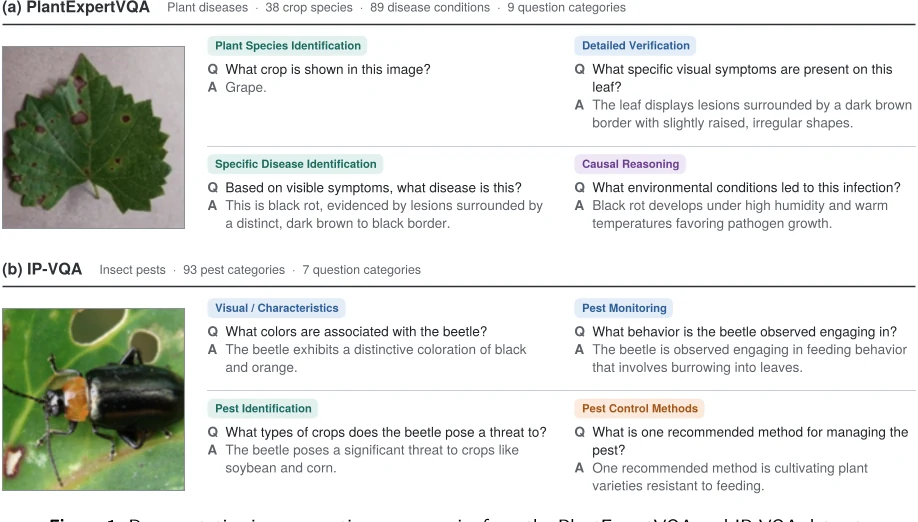 (a) PlantExpertVQA Plant diseases · 38 crop species · 89 disease conditions · 9 question categories
Plant Species Identification
Q What crop is shown in this image?
A Grape.
Detailed Verification
Q What specific visual symptoms are present on this
leaf?
A The leaf displays lesions surrounded by a dark brown
border with slightly raised, irregular shapes.
Specific Disease Identification
Q Based on visible symptoms, what disease is this?
A This is black rot, evidenced by lesions surrounded by
a distinct, dark brown to black border.
Causal Reasoning
Q What environmental conditions led to this infection?
A Black rot develops under high humidity and warm
temperatures favoring pathogen growth.
(b) IP-VQA Insect pests · 93 pest categories · 7 question categories
Visual / Characteristics
Q What colors are associated with the beetle?
A The beetle exhibits a distinctive coloration of black
and orange.
Pest Monitoring
Q What behavior is the beetle observed engaging in?
A The beetle is observed engaging in feeding behavior
that involves burrowing into leaves.
Pest Identification
Q What types of crops does the beetle pose a threat to?
A The beetle poses a significant threat to crops like
soybean and corn.
Pest Control Methods
Q What is one recommended method for managing the
pest?
A One recommended method is cultivating plant
varieties resistant to feeding.